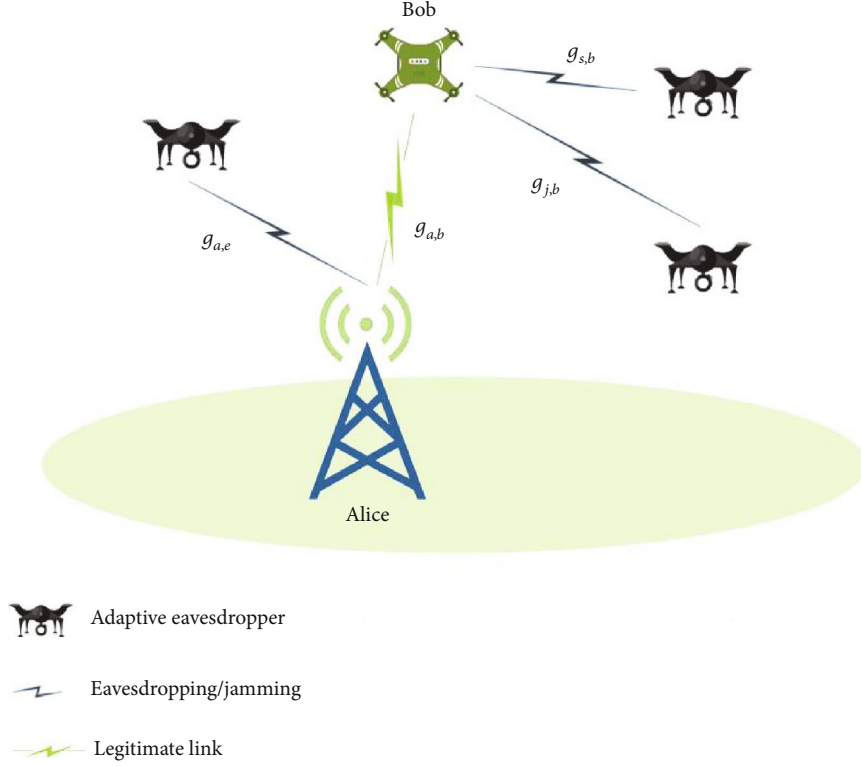 Bob
g_{s,b}
g_{j,b}
g_{a,b}
g_{a,e}
Alice
Adaptive eavesdropper
Eavesdropping/jamming
Legitimate link